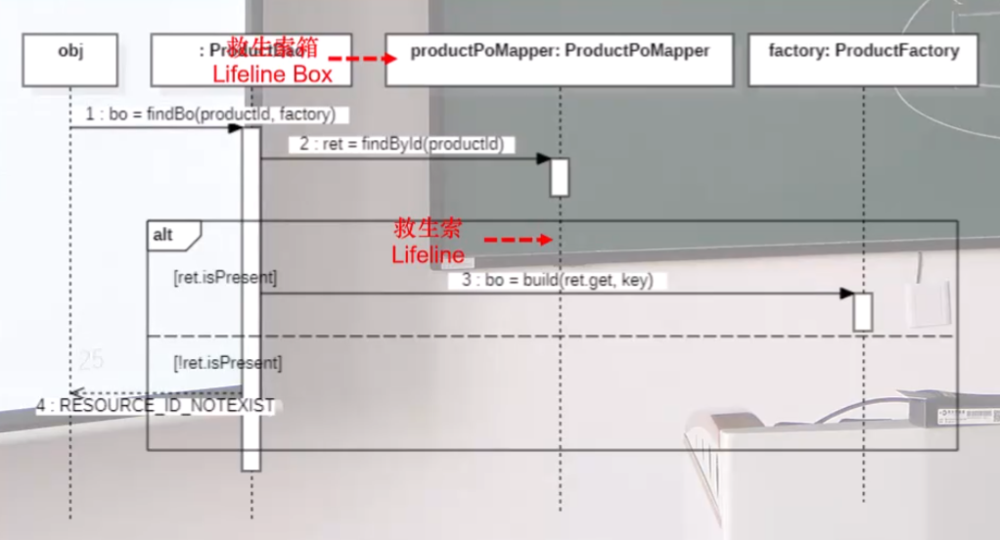 obj
: ProductDao
救生索箱
Lifeline Box
productPoMapper: ProductPoMapper
factory: ProductFactory
1 : bo = findBo(productId, factory)
2 : ret = findById(productId)
alt
救生索
Lifeline
[ret.isPresent]
3 : bo = build(ret.get, key)
25
[!ret.isPresent]
4 : RESOURCE_ID_NOTEXIST